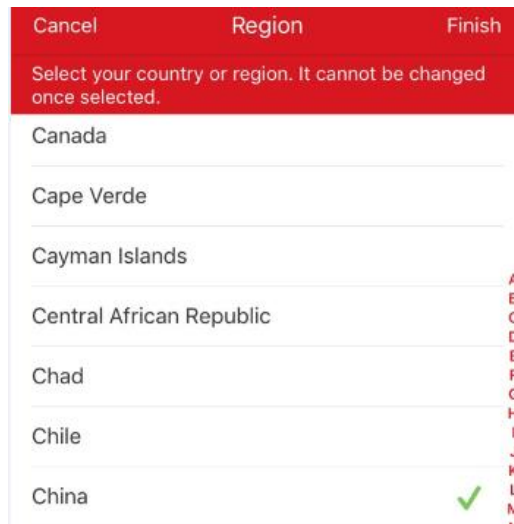 Cancel Region Finish
Select your country or region. It cannot be changed
once selected.
Canada
Cape Verde
Cayman Islands
Central African Republic
Chad
Chile
China